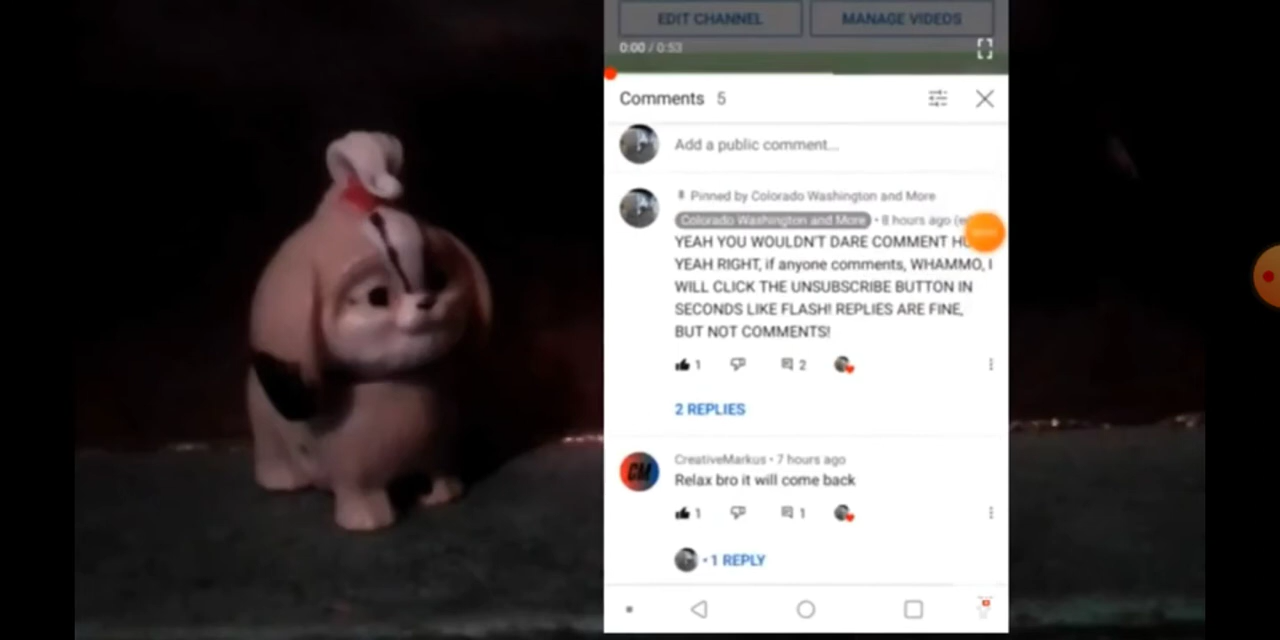 EDIT CHANNEL
MANAGE VIDEOS
0:00 / 0:53
Comments 5
Add a public comment...
Pinned by Colorado Washington and More
Colorado Washington and More • 8 hours ago
YEAH YOU WOULDN'T DARE COMMENT
YEAH RIGHT, if anyone comments, WHAMMO, I
WILL CLICK THE UNSUBSCRIBE BUTTON IN
SECONDS LIKE FLASH! REPLIES ARE FINE,
BUT NOT COMMENTS!
1
2
2 REPLIES
CM
CreativeMarkus • 7 hours ago
Relax bro it will come back
1
1
• 1 REPLY